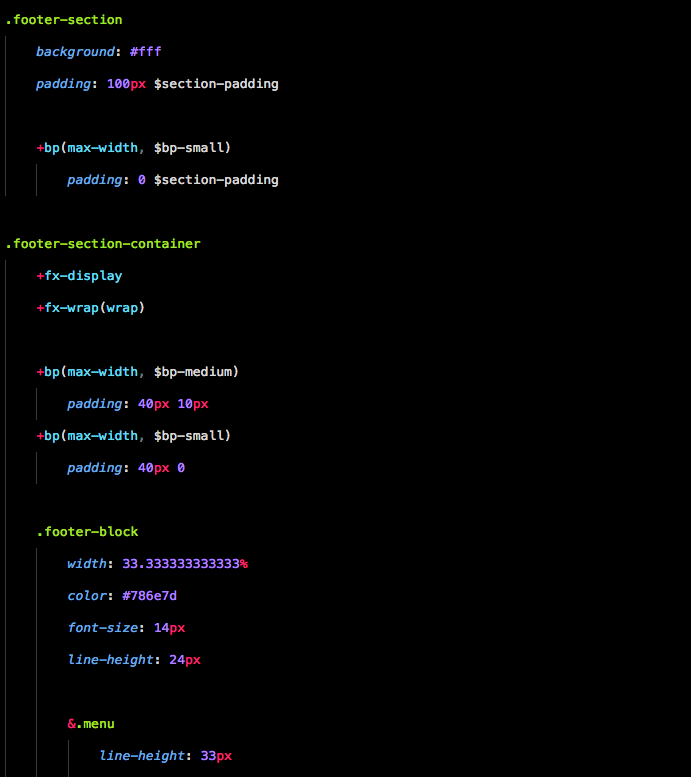 .footer-section
background: #fff
padding: 100px $section-padding
+bp(max-width, $bp-small)
padding: 0 $section-padding
.footer-section-container
+fx-display
+fx-wrap(wrap)
+bp(max-width, $bp-medium)
padding: 40px 10px
+bp(max-width, $bp-small)
padding: 40px 0
.footer-block
width: 33.333333333333%
color: #786e7d
font-size: 14px
line-height: 24px
&.menu
line-height: 33px